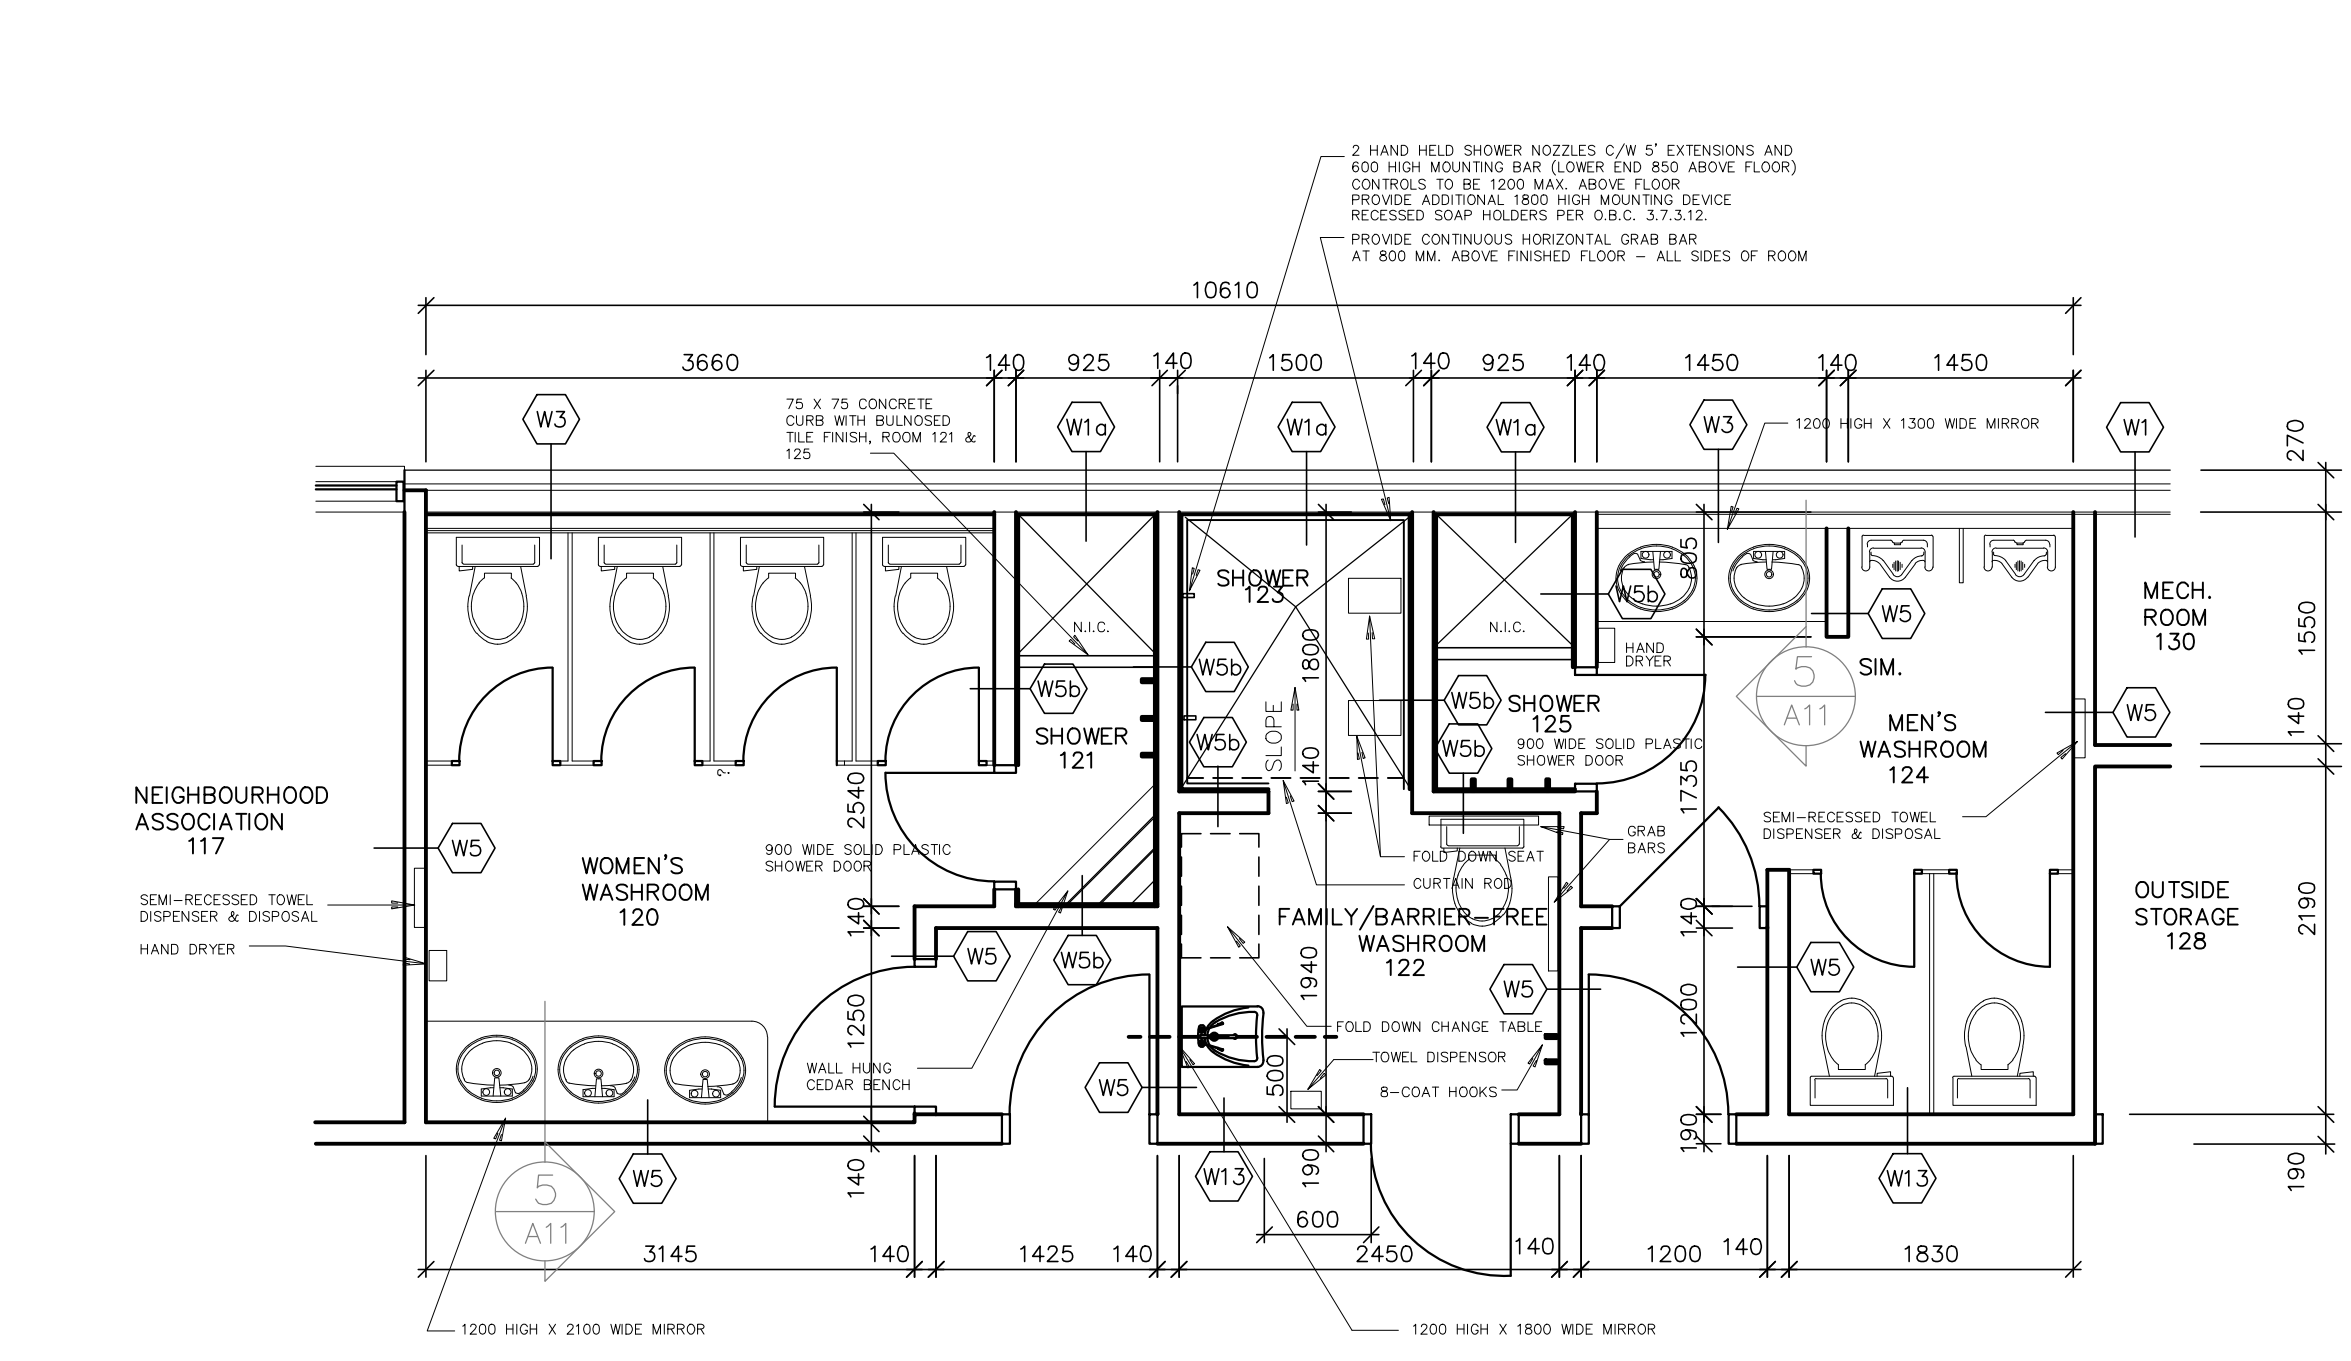 2 HAND HELD SHOWER NOZZLES C/W 5' EXTENSIONS AND
600 HIGH MOUNTING BAR (LOWER END 850 ABOVE FLOOR)
CONTROLS TO BE 1200 MAX. ABOVE FLOOR
PROVIDE ADDITIONAL 1800 HIGH MOUNTING DEVICE
RECESSED SOAP HOLDERS PER O.B.C. 3.7.3.12.
PROVIDE CONTINUOUS HORIZONTAL GRAB BAR
AT 800 MM. ABOVE FINISHED FLOOR – ALL SIDES OF ROOM
10610
3660
140
925
140
1500
140
925
140
1450
140
1450
75 X 75 CONCRETE
CURB WITH BULNOSED
TILE FINISH, ROOM 121 &
125
W3
W1a
W1a
W1a
W3
1200 HIGH X 1300 WIDE MIRROR
W1
270
1550
140
2190
190
N.I.C.
SHOWER
123
N.I.C.
W5b
805
W5
HAND
DRYER
SIM.
5
A11
MECH.
ROOM
130
W5b
W5b
W5b
W5b
W5b
1800
SLOPE
140
SHOWER
121
SHOWER
125
900 WIDE SOLID PLASTIC
SHOWER DOOR
1735
MEN'S
WASHROOM
124
W5
SEMI-RECESSED TOWEL
DISPENSER & DISPOSAL
?
NEIGHBOURHOOD
ASSOCIATION
117
W5
2540
900 WIDE SOLID PLASTIC
SHOWER DOOR
WOMEN'S
WASHROOM
120
SEMI-RECESSED TOWEL
DISPENSER & DISPOSAL
HAND DRYER
140
1250
140
W5
W5b
WALL HUNG
CEDAR BENCH
GRAB
BARS
FOLD DOWN SEAT
CURTAIN ROD
FAMILY/BARRIER-FREE
WASHROOM
122
1940
W5
140
1200
190
W5
OUTSIDE
STORAGE
128
FOLD DOWN CHANGE TABLE
TOWEL DISPENSOR
8-COAT HOOKS
500
W5
190
W5
W13
W13
5
A11
600
3145
140
1425
140
2450
140
1200
140
1830
1200 HIGH X 2100 WIDE MIRROR
1200 HIGH X 1800 WIDE MIRROR